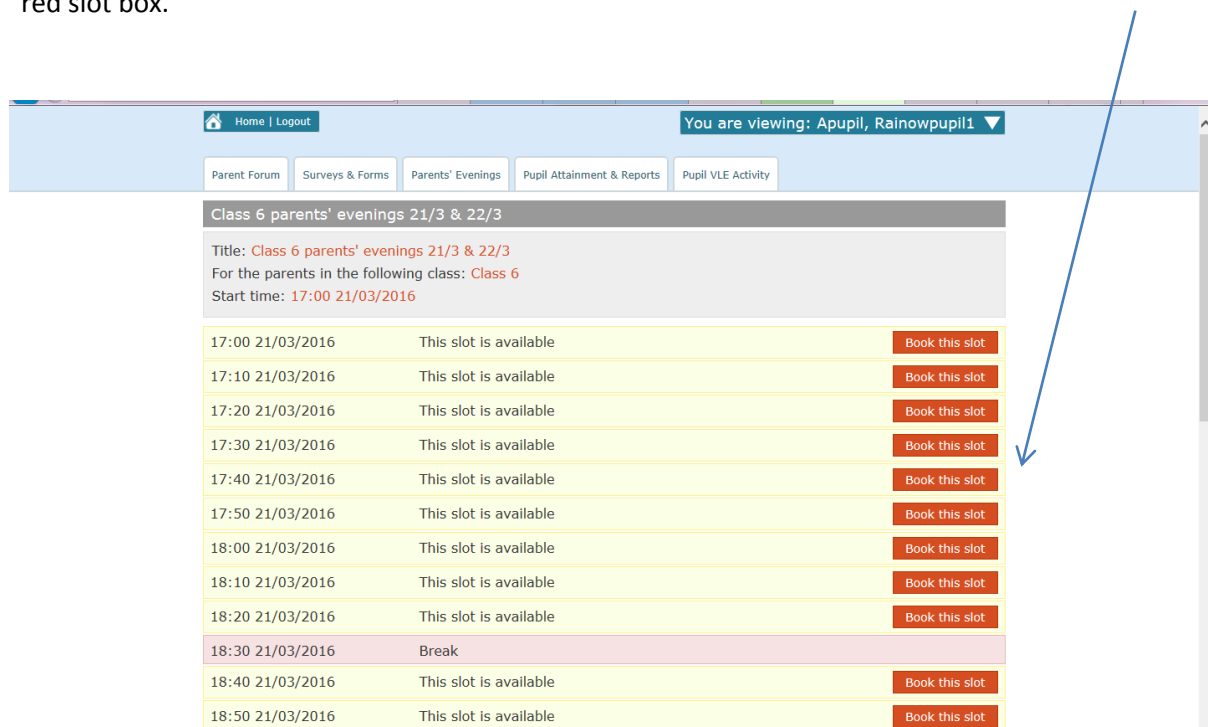 red slot box.
Home | Logout
You are viewing: Apupil, Rainowpupil1
Parent Forum Surveys & Forms Parents' Evenings Pupil Attainment & Reports Pupil VLE Activity
Class 6 parents' evenings 21/3 & 22/3
Title: Class 6 parents' evenings 21/3 & 22/3
For the parents in the following class: Class 6
Start time: 17:00 21/03/2016
17:00 21/03/2016 This slot is available Book this slot
17:10 21/03/2016 This slot is available Book this slot
17:20 21/03/2016 This slot is available Book this slot
17:30 21/03/2016 This slot is available Book this slot
17:40 21/03/2016 This slot is available Book this slot
17:50 21/03/2016 This slot is available Book this slot
18:00 21/03/2016 This slot is available Book this slot
18:10 21/03/2016 This slot is available Book this slot
18:20 21/03/2016 This slot is available Book this slot
18:30 21/03/2016 Break
18:40 21/03/2016 This slot is available Book this slot
18:50 21/03/2016 This slot is available Book this slot